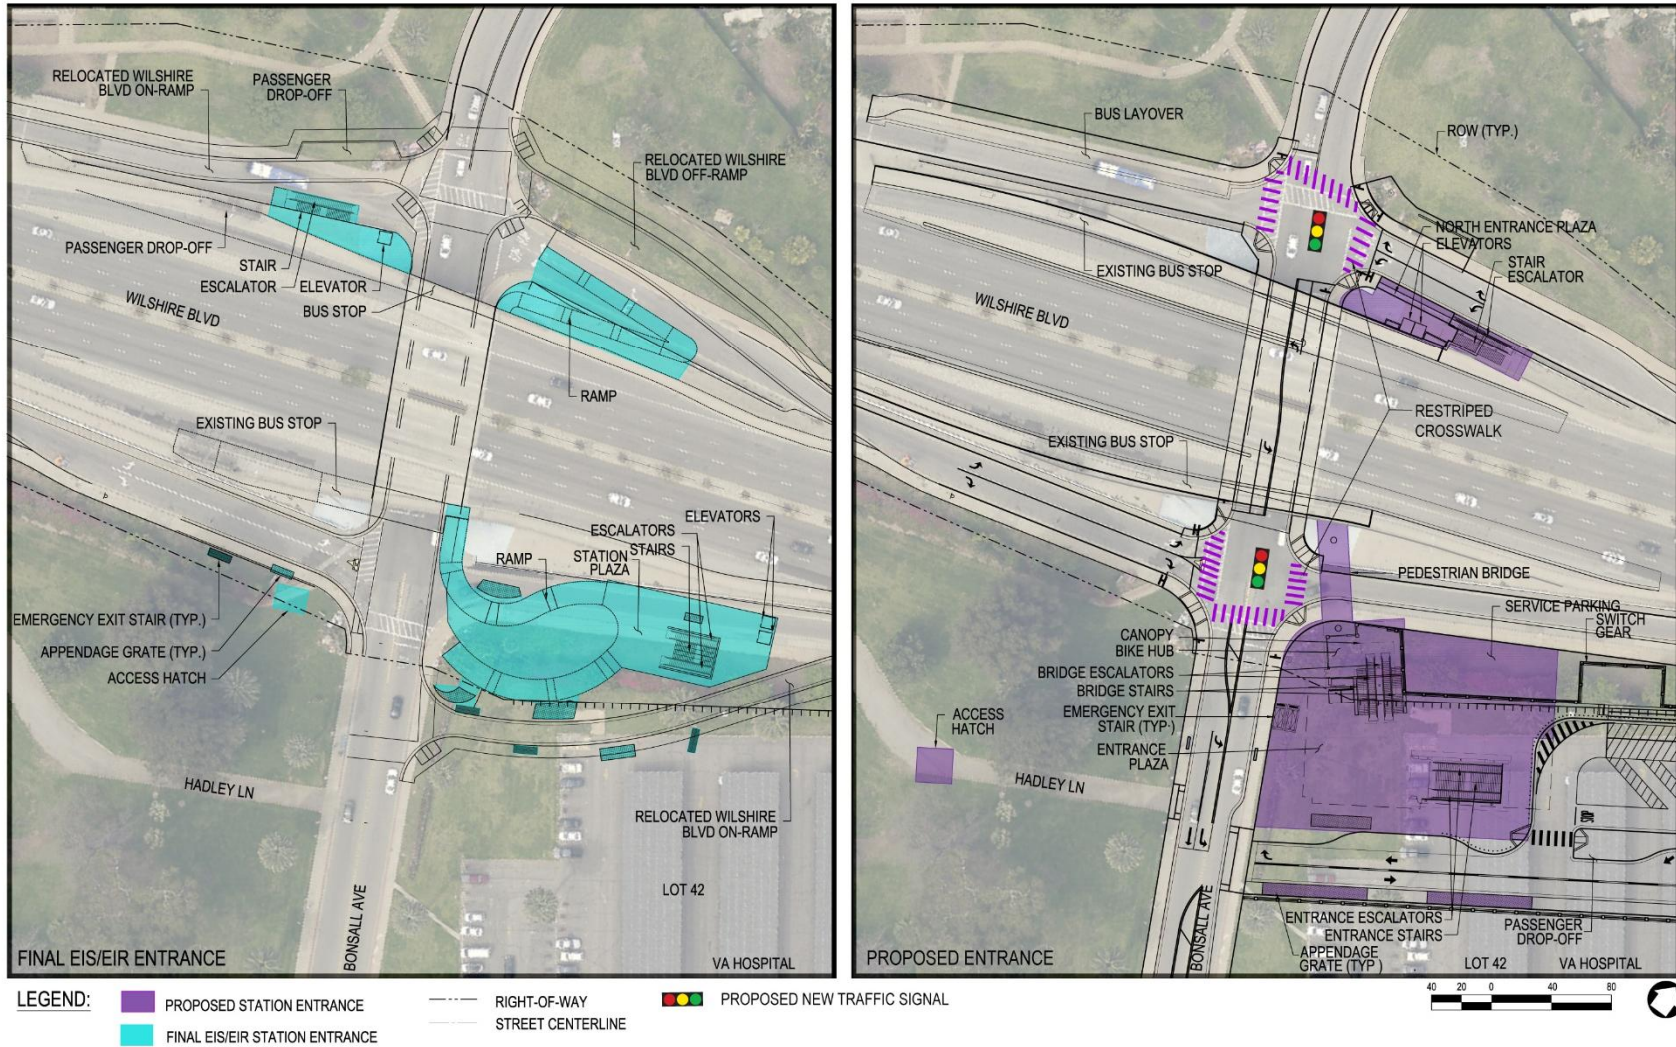 RELOCATED WILSHIRE
BLVD ON-RAMP
PASSENGER
DROP-OFF
RELOCATED WILSHIRE
BLVD OFF-RAMP
PASSENGER DROP-OFF
STAIR
ESCALATOR
ELEVATOR
BUS STOP
WILSHIRE BLVD
RAMP
EXISTING BUS STOP
ELEVATORS
ESCALATORS
STAIRS
STATION
PLAZA
RAMP
EMERGENCY EXIT STAIR (TYP.)
APPENDAGE GRATE (TYP.)
ACCESS HATCH
HADLEY LN
RELOCATED WILSHIRE
BLVD ON-RAMP
LOT 42
BONSALL AVE
FINAL EIS/EIR ENTRANCE
VA HOSPITAL
BUS LAYOVER
ROW (TYP.)
NORTH ENTRANCE PLAZA
ELEVATORS
STAIR
ESCALATOR
EXISTING BUS STOP
WILSHIRE BLVD
RESTRIPED
CROSSWALK
EXISTING BUS STOP
PEDESTRIAN BRIDGE
SERVICE PARKING
SWITCH
GEAR
CANOPY
BIKE HUB
BRIDGE ESCALATORS
BRIDGE STAIRS
EMERGENCY EXIT
STAIR (TYP.)
ENTRANCE
PLAZA
ACCESS
HATCH
HADLEY LN
BONSALL AVE
ENTRANCE ESCALATORS
ENTRANCE STAIRS
APPENDAGE
GRATE (TYP.)
PASSENGER
DROP-OFF
PROPOSED ENTRANCE
LOT 42
VA HOSPITAL
LEGEND:
PROPOSED STATION ENTRANCE
FINAL EIS/EIR STATION ENTRANCE
RIGHT-OF-WAY
STREET CENTERLINE
PROPOSED NEW TRAFFIC SIGNAL
40 20 0 40 80